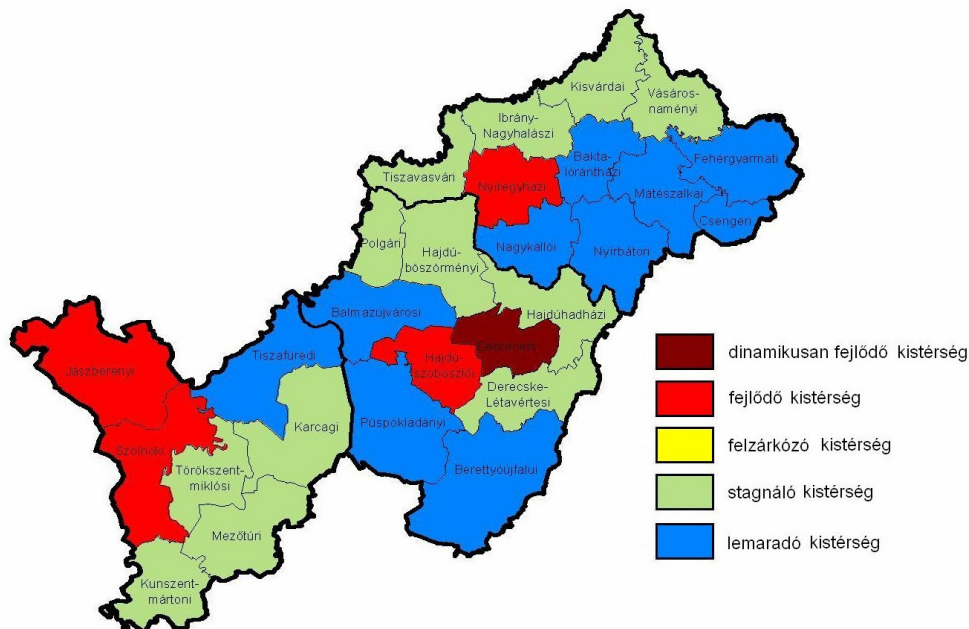 Kisvárdai
Vásáros-
naményi
Ibrány-
Nagyhalászi
Tiszavasvári
Nyíregyházi
Bakta-
lórántházi
Fehérgyarmati
Mátészalkai
Csengeri
Nagykállói
Nyírbátori
Polgári
Hajdú-
böszörményi
Balmazújvárosi
Hajdúhadházi
Debreceni
Hajdú-
szoboszlói
Derecske-
Létavértesi
Jászberényi
Tiszafüredi
Karcagi
Püspökladányi
Szolnoki
Törökszent-
miklósi
Berettyóújfalui
Mezőtúri
Kunszent-
mártoni
dinamikusan fejlődő kistérség
fejlődő kistérség
felzárkózó kistérség
stagnáló kistérség
lemaradó kistérség